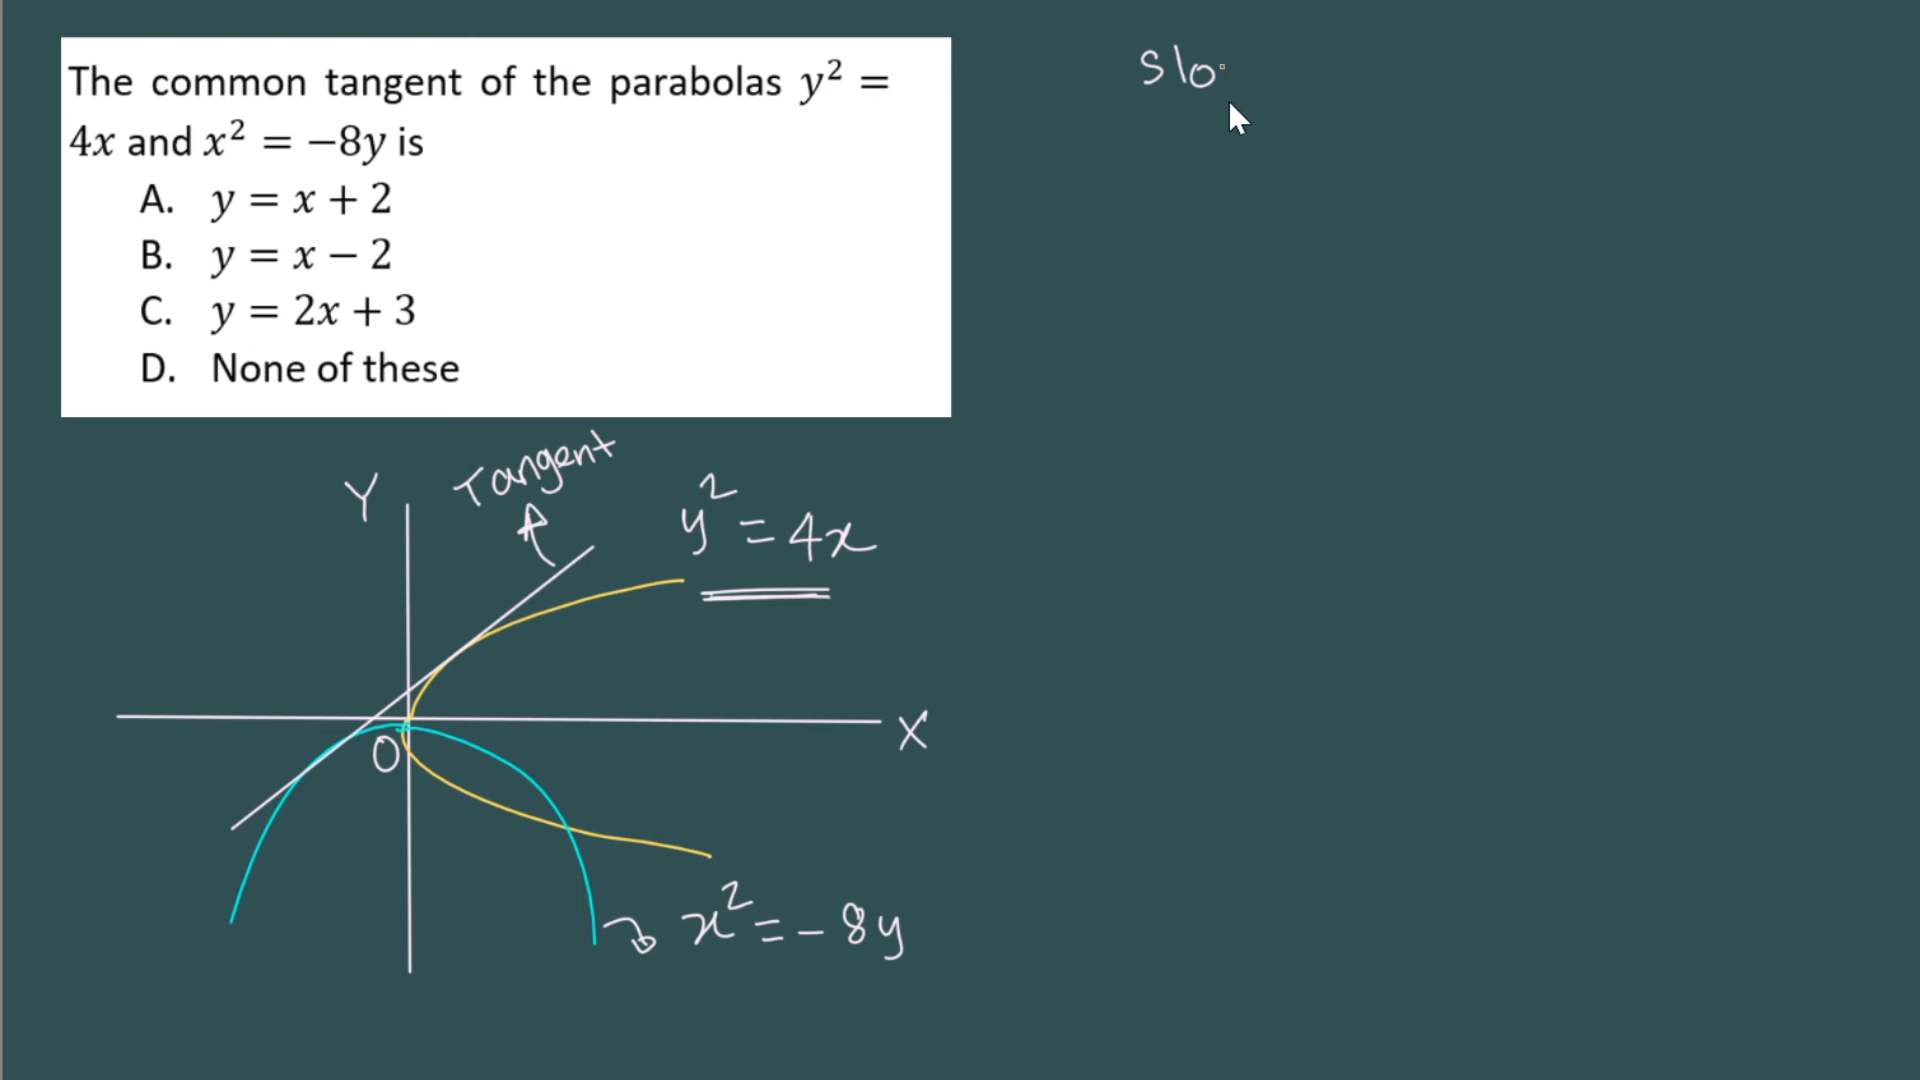 The common tangent of the parabolas y² =
4x and x² = −8y is
A. y = x + 2
B. y = x − 2
C. y = 2x + 3
D. None of these
slo
Tangent
Y
y² = 4x
X
O
x² = − 8y